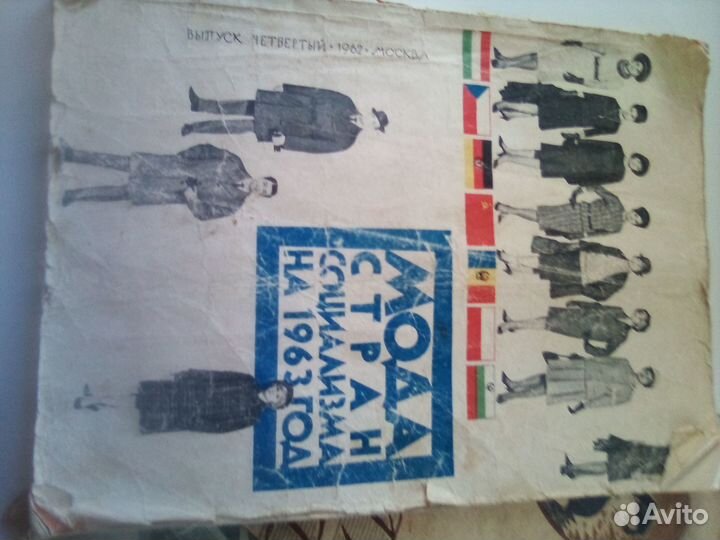 ВЫПУСК ЧЕТВЕРТЫЙ • 1962 • МОСКВА
МОДА
СТРАН
СОЦИАЛИЗМА
НА 1963 ГОД
Avito